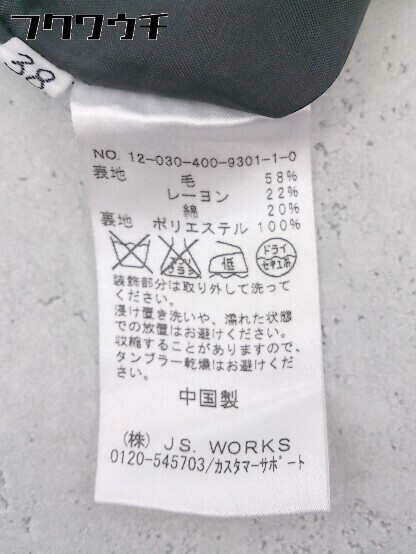 フクワウチ
38
NO. 12-030-400-9301-1-0
表地 毛 58%
レーヨン 22%
綿 20%
裏地 ポリエステル 100%
低
ドライ
セキユ系
装飾部分は取り外して洗って
ください。
浸け置き洗いや、濡れた状態
での放置はお避けください。
収縮することがありますので、
タンブラー乾燥はお避けくだ
さい。
中国製
(株) J.S. WORKS
0120-545703/カスタマーサポート